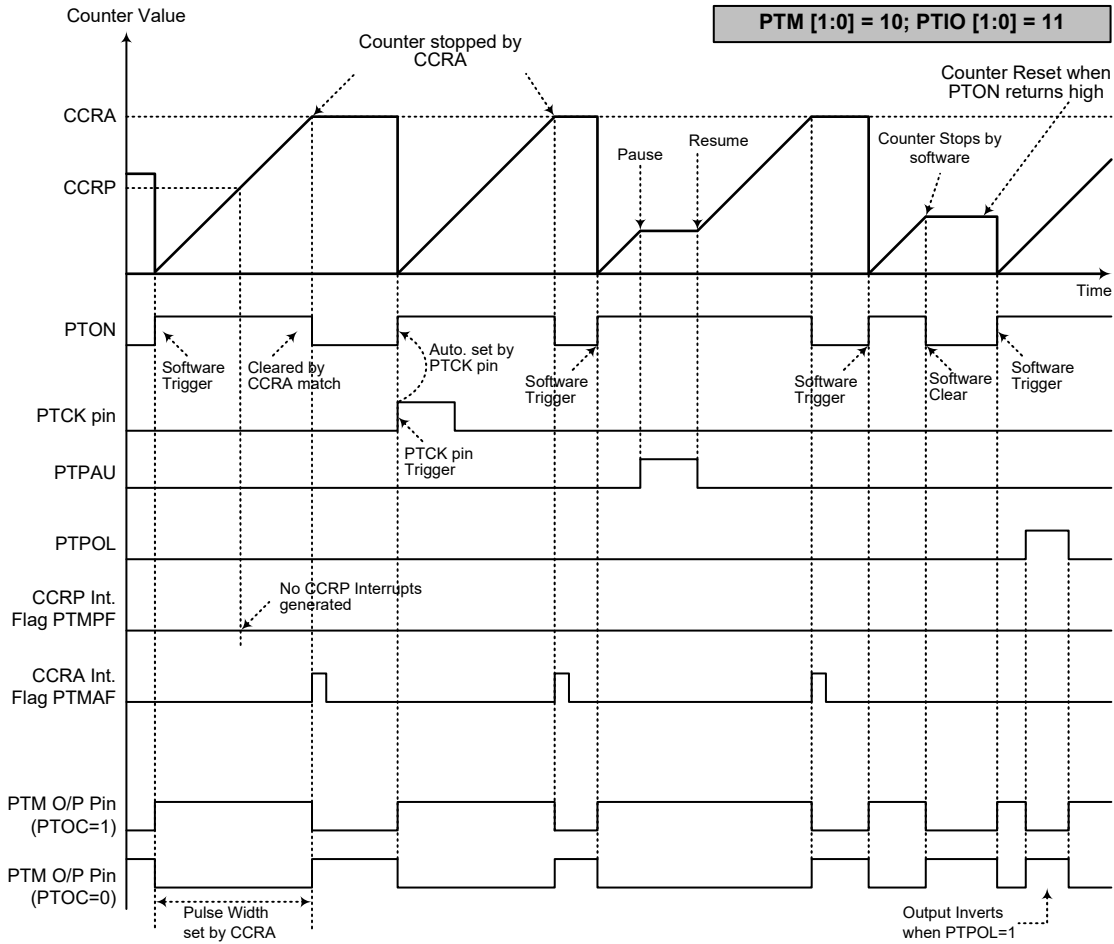 Counter Value
PTM [1:0] = 10; PTIO [1:0] = 11
Counter stopped by
CCRA
Counter Reset when
PTON returns high
CCRA
Pause
Resume
Counter Stops by
software
CCRP
Time
PTON
Software
Trigger
Cleared by
CCRA match
Auto. set by
PTCK pin
Software
Trigger
Software
Trigger
Software
Clear
Software
Trigger
PTCK pin
PTCK pin
Trigger
PTPAU
PTPOL
CCRP Int.
Flag PTMPF
No CCRP Interrupts
generated
CCRA Int.
Flag PTMAF
PTM O/P Pin
(PTOC=1)
PTM O/P Pin
(PTOC=0)
Pulse Width
set by CCRA
Output Inverts
when PTPOL=1